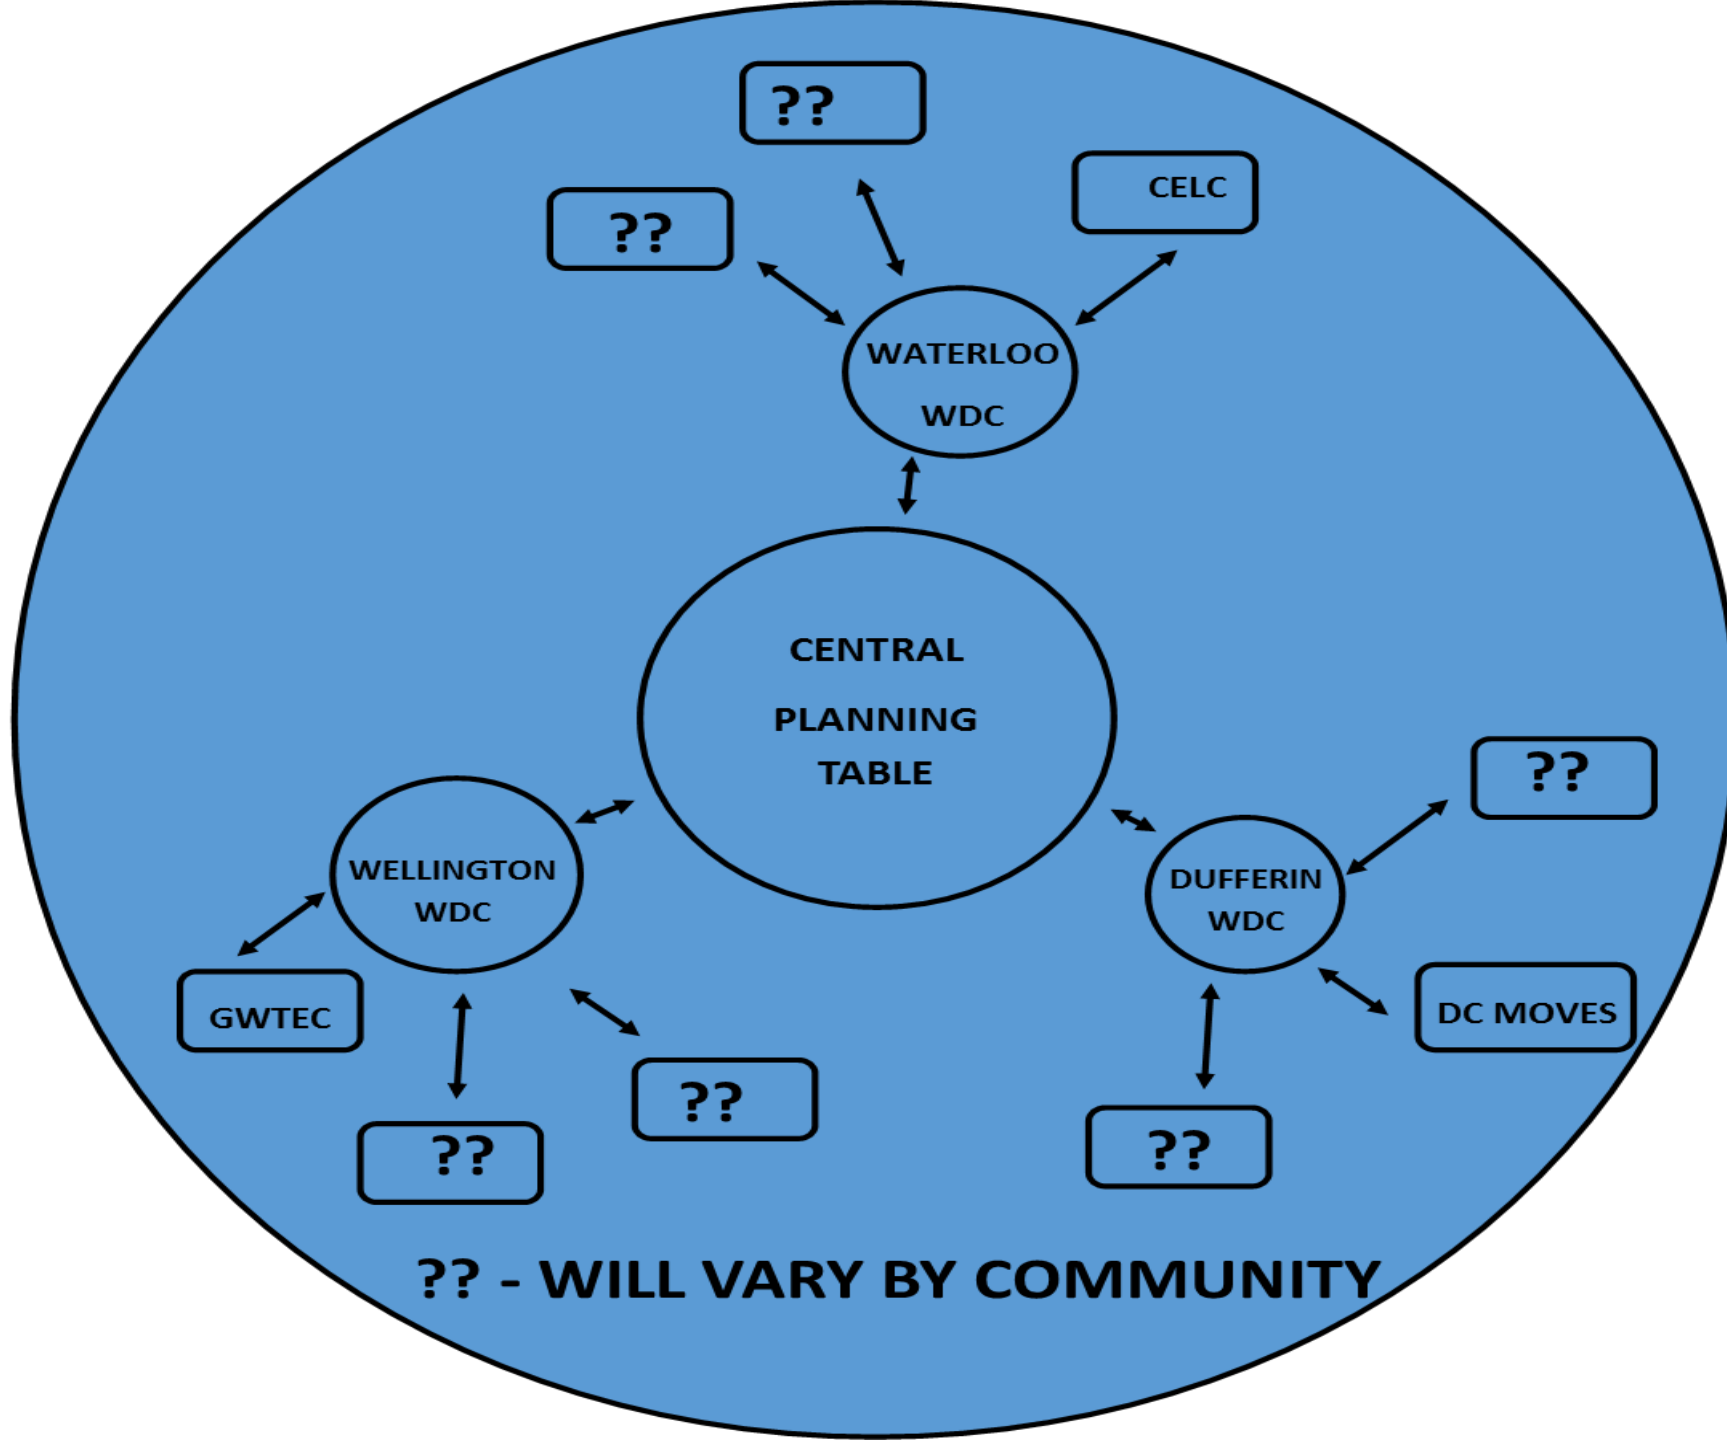 ??
CELC
??
WATERLOO
WDC
CENTRAL
PLANNING
TABLE
??
WELLINGTON
WDC
DUFFERIN
WDC
GWTEC
DC MOVES
??
??
??
?? - WILL VARY BY COMMUNITY